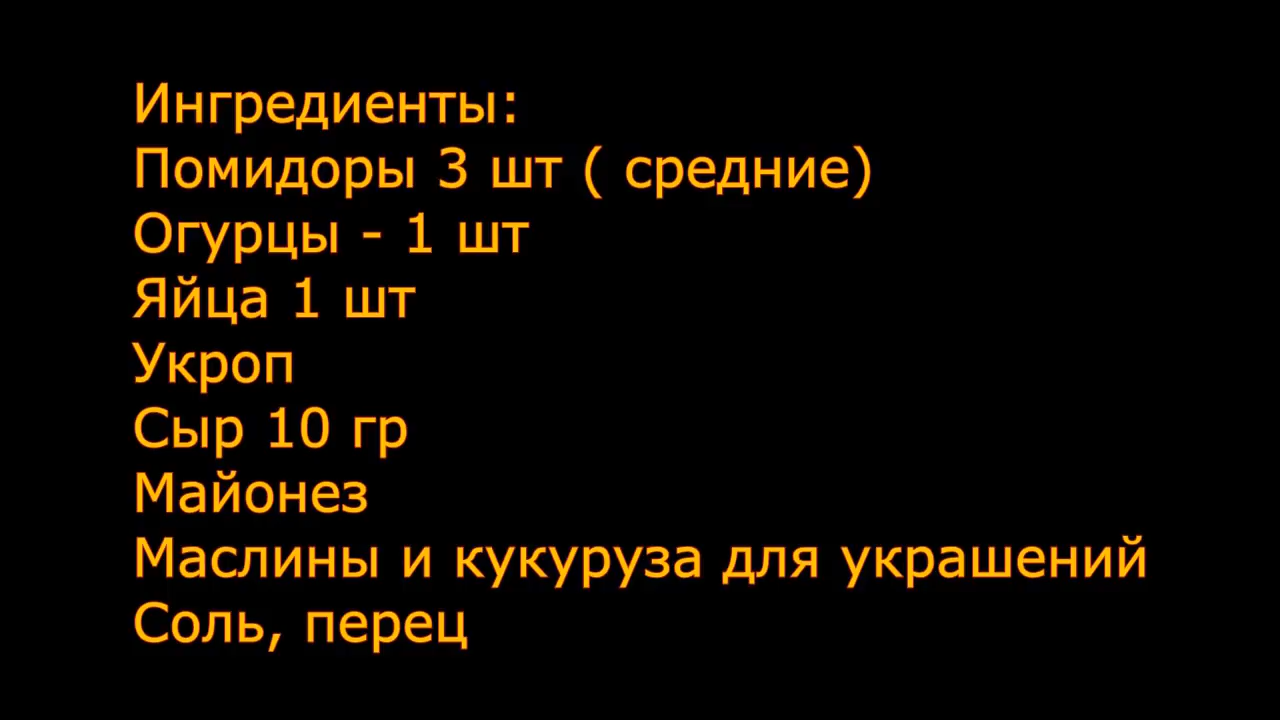 Ингредиенты:
Помидоры 3 шт ( средние)
Огурцы - 1 шт
Яйца 1 шт
Укроп
Сыр 10 гр
Майонез
Маслины и кукуруза для украшений
Соль, перец